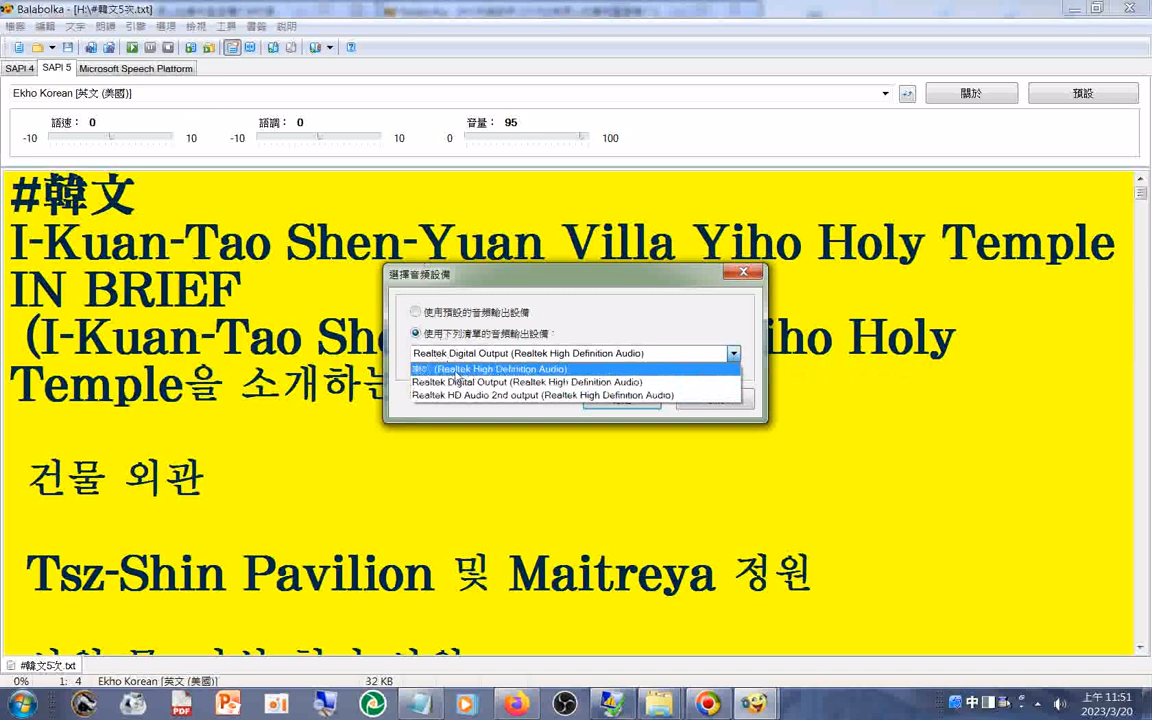 Balabolka - [H:\#韓文5次.txt]
檔案 編輯 文字 朗讀 引擎 選項 檢視 工具 書籤 說明
SAPI 4 SAPI 5 Microsoft Speech Platform
Ekho Korean [英文 (美國)] 關於 預設
語速： 0 語調： 0 音量： 95
-10 10 -10 10 0 100
#韓文
I-Kuan-Tao Shen-Yuan Villa Yiho Holy Temple
IN BRIEF
(I-Kuan-Tao She iho Holy
Temple을 소개하는
건물 외관
Tsz-Shin Pavilion 및 Maitreya 정원
選擇音頻設備
使用預設的音頻輸出設備
使用下列清單的音頻輸出設備：
Realtek Digital Output (Realtek High Definition Audio)
喇叭 (Realtek High Definition Audio)
Realtek Digital Output (Realtek High Definition Audio)
Realtek HD Audio 2nd output (Realtek High Definition Audio)
#韓文5次.txt
0% 1: 4 Ekho Korean [英文 (美國)] 32 KB
PDF
中
上午 11:51
2023/3/20